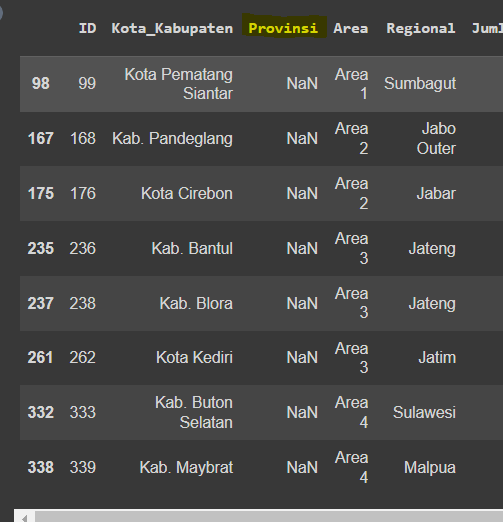 ID Kota_Kabupaten Provinsi Area Regional Juml
98 99 Kota Pematang Siantar NaN Area 1 Sumbagut
167 168 Kab. Pandeglang NaN Area 2 Jabo Outer
175 176 Kota Cirebon NaN Area 2 Jabar
235 236 Kab. Bantul NaN Area 3 Jateng
237 238 Kab. Blora NaN Area 3 Jateng
261 262 Kota Kediri NaN Area 3 Jatim
332 333 Kab. Buton Selatan NaN Area 4 Sulawesi
338 339 Kab. Maybrat NaN Area 4 Malpua